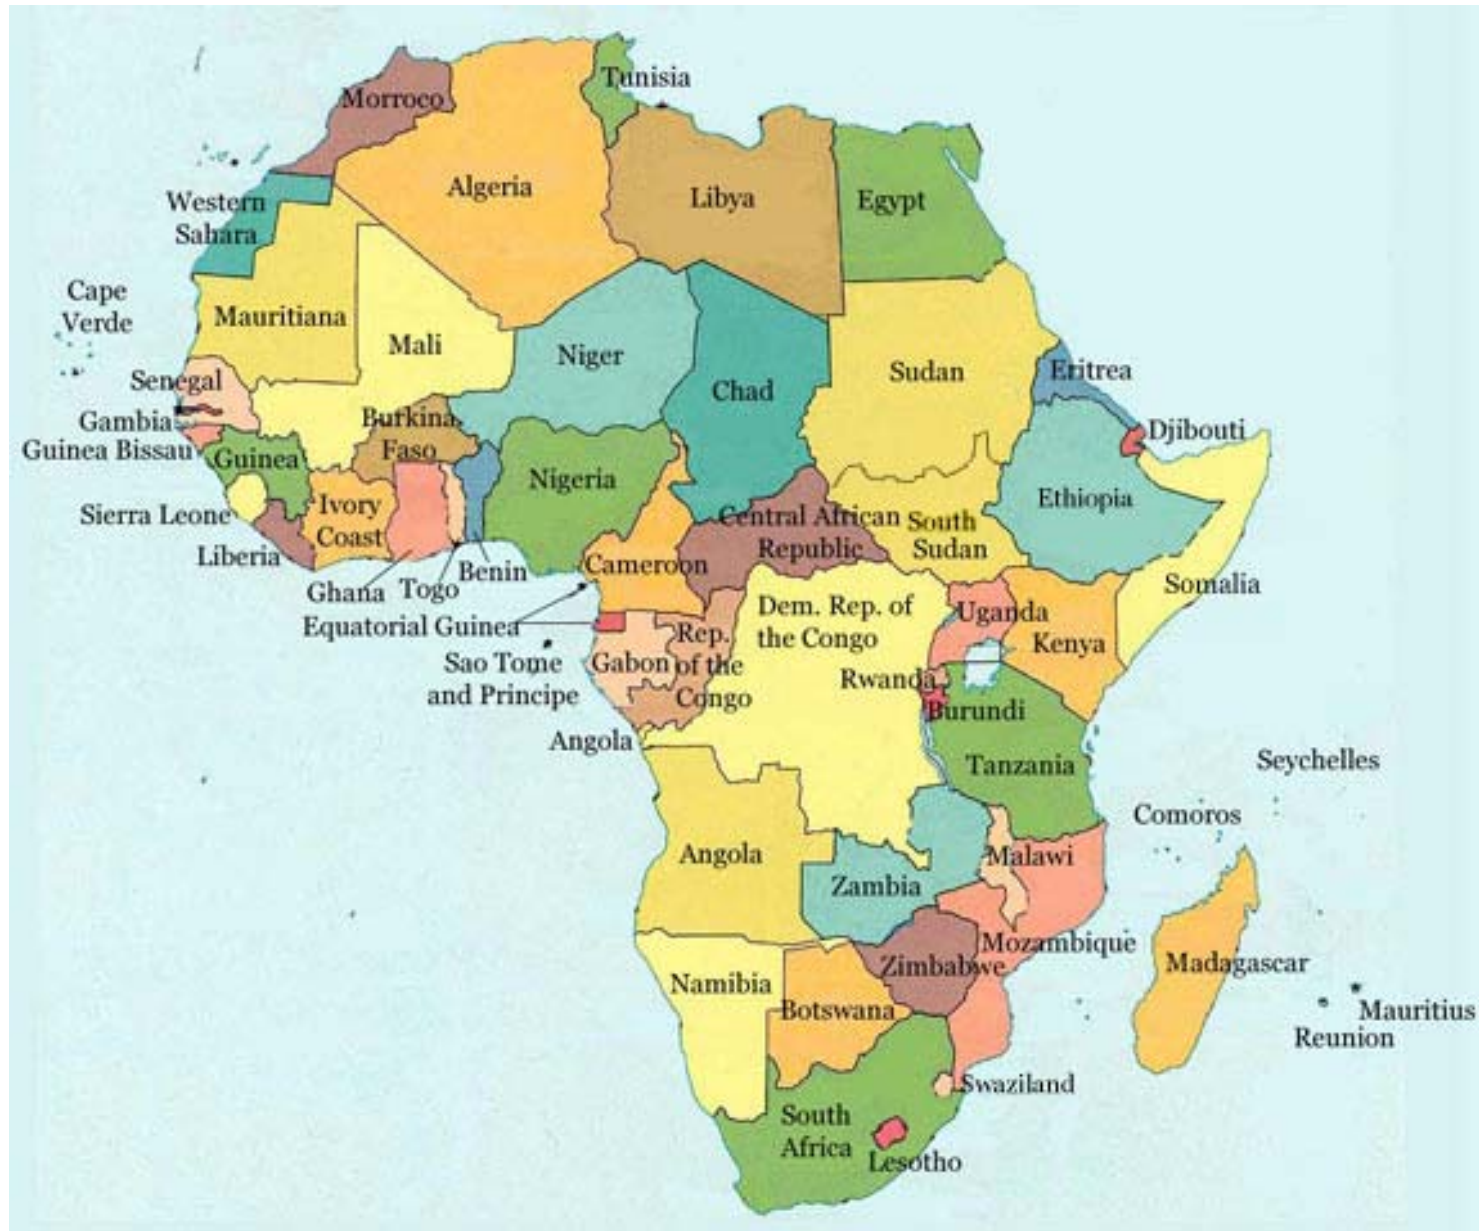 Tunisia
Morroco
Algeria
Libya
Egypt
Western
Sahara
Cape
Verde
Mauritiana
Mali
Niger
Chad
Sudan
Eritrea
Senegal
Gambia
Guinea Bissau
Guinea
Burkina
Faso
Djibouti
Nigeria
Ethiopia
Sierra Leone
Ivory
Coast
Central African
Republic
South
Sudan
Liberia
Ghana
Togo
Benin
Cameroon
Somalia
Equatorial Guinea
Dem. Rep. of
the Congo
Uganda
Kenya
Sao Tome
and Principe
Gabon
Rep.
of the
Congo
Rwanda
Burundi
Angola
Tanzania
Seychelles
Comoros
Angola
Malawi
Zambia
Mozambique
Zimbabwe
Madagascar
Namibia
Botswana
Mauritius
Reunion
Swaziland
South
Africa
Lesotho